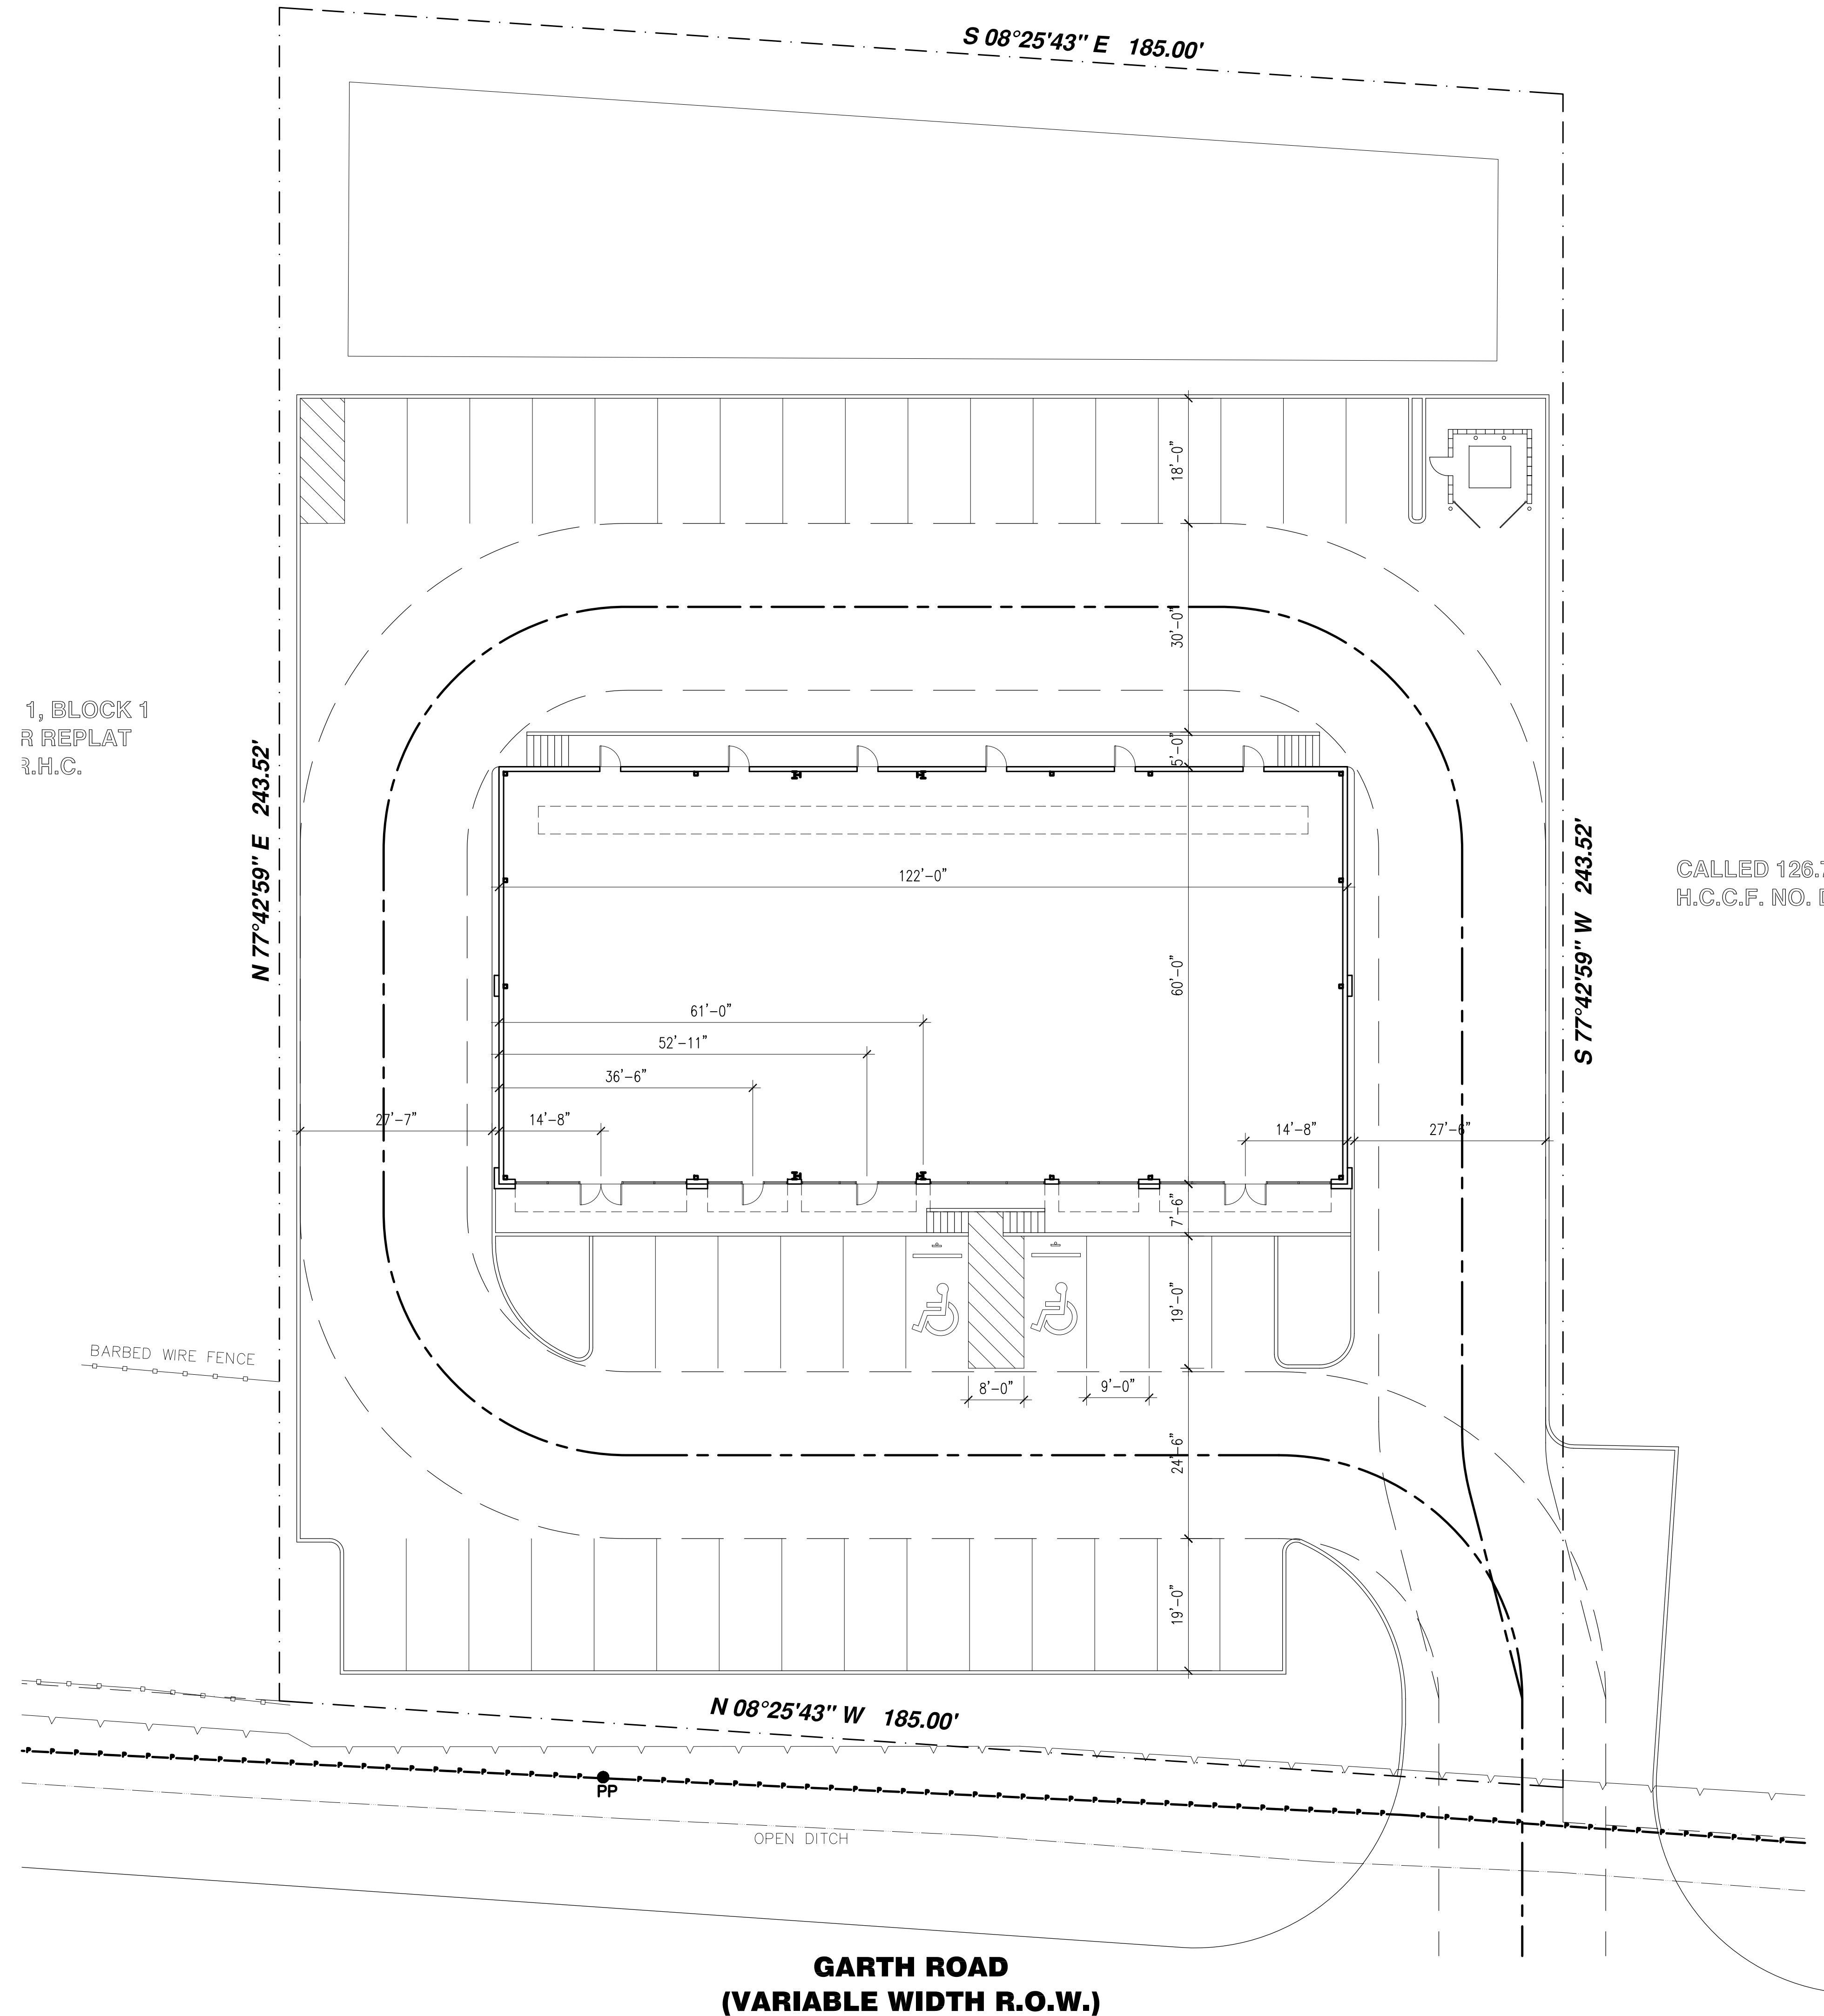 S 08°25'43" E   185.00'
18'-0"
30'-0"
5'-0"
1, BLOCK 1
R REPLAT
R.H.C.
N 77°42'59" E   243.52'
S 77°42'59" W   243.52'
CALLED 126.7
H.C.C.F. NO.
122'-0"
60'-0"
61'-0"
52'-11"
36'-6"
27'-7"
14'-8"
14'-8"
27'-6"
7'-6"
19'-0"
BARBED WIRE FENCE
8'-0"
9'-0"
24'-6"
19'-0"
N 08°25'43" W   185.00'
P P P P P P P P P P P P P P P P P P P P P P P P P P P P P P P P P P P P P P P P P P P P P P P P P P P P P P P P P P P P P P P P P P P P P P P P P
PP
OPEN DITCH
GARTH ROAD
(VARIABLE WIDTH R.O.W.)